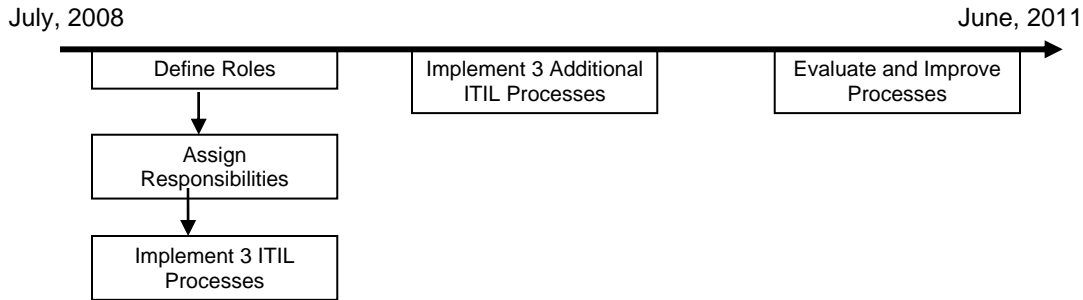 July, 2008
June, 2011
Define Roles
Implement 3 Additional
ITIL Processes
Evaluate and Improve
Processes
Assign
Responsibilities
Implement 3 ITIL
Processes